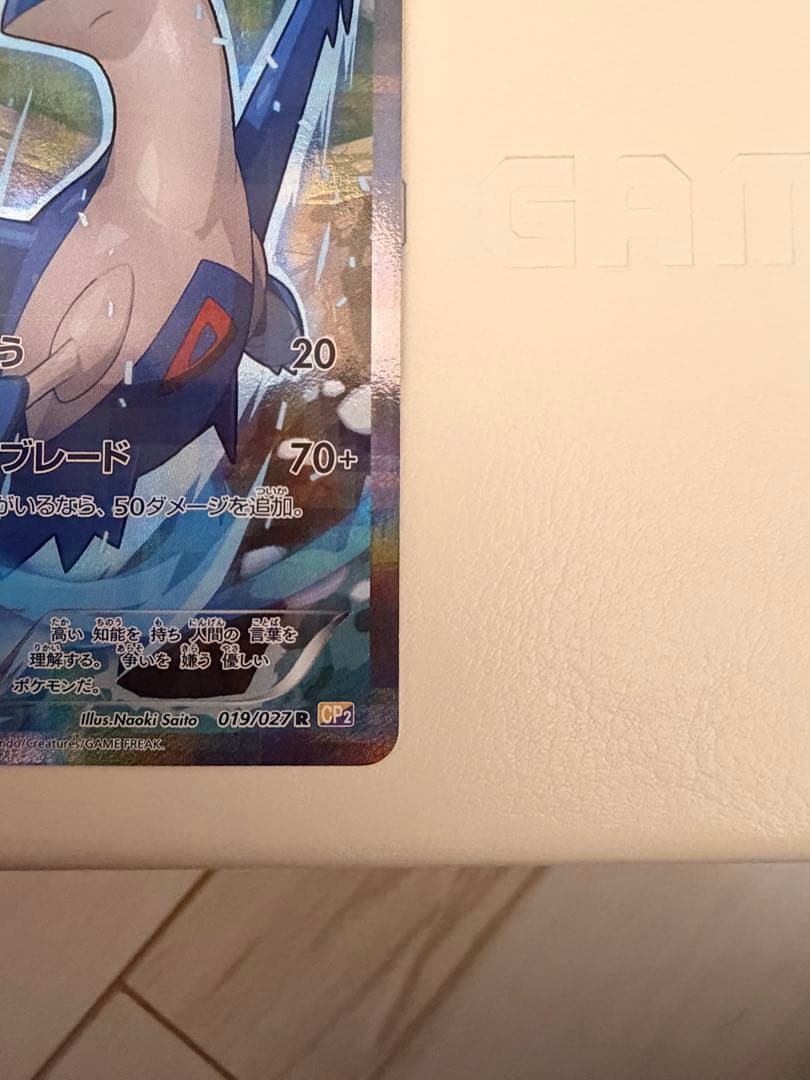 GAM
う 20
ブレード 70+
がいるなら、50ダメージを追加。
高い 知能を 持ち 人間の 言葉を
理解する。 争いを 嫌う 優しい
ポケモンだ。
Illus.Naoki Saito 019/027 R CP2
ndo/Creatures/GAME FREAK.